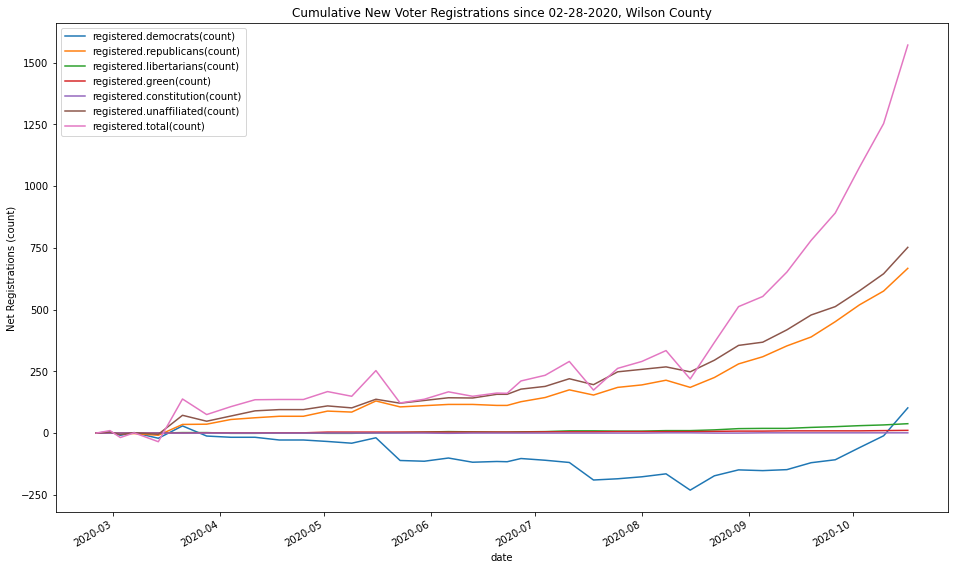 Cumulative New Voter Registrations since 02-28-2020, Wilson County
registered.democrats(count)
registered.republicans(count)
registered.libertarians(count)
registered.green(count)
registered.constitution(count)
registered.unaffiliated(count)
registered.total(count)
Net Registrations (count)
1500
1250
1000
750
500
250
0
−250
2020-03
2020-04
2020-05
2020-06
2020-07
2020-08
2020-09
2020-10
date